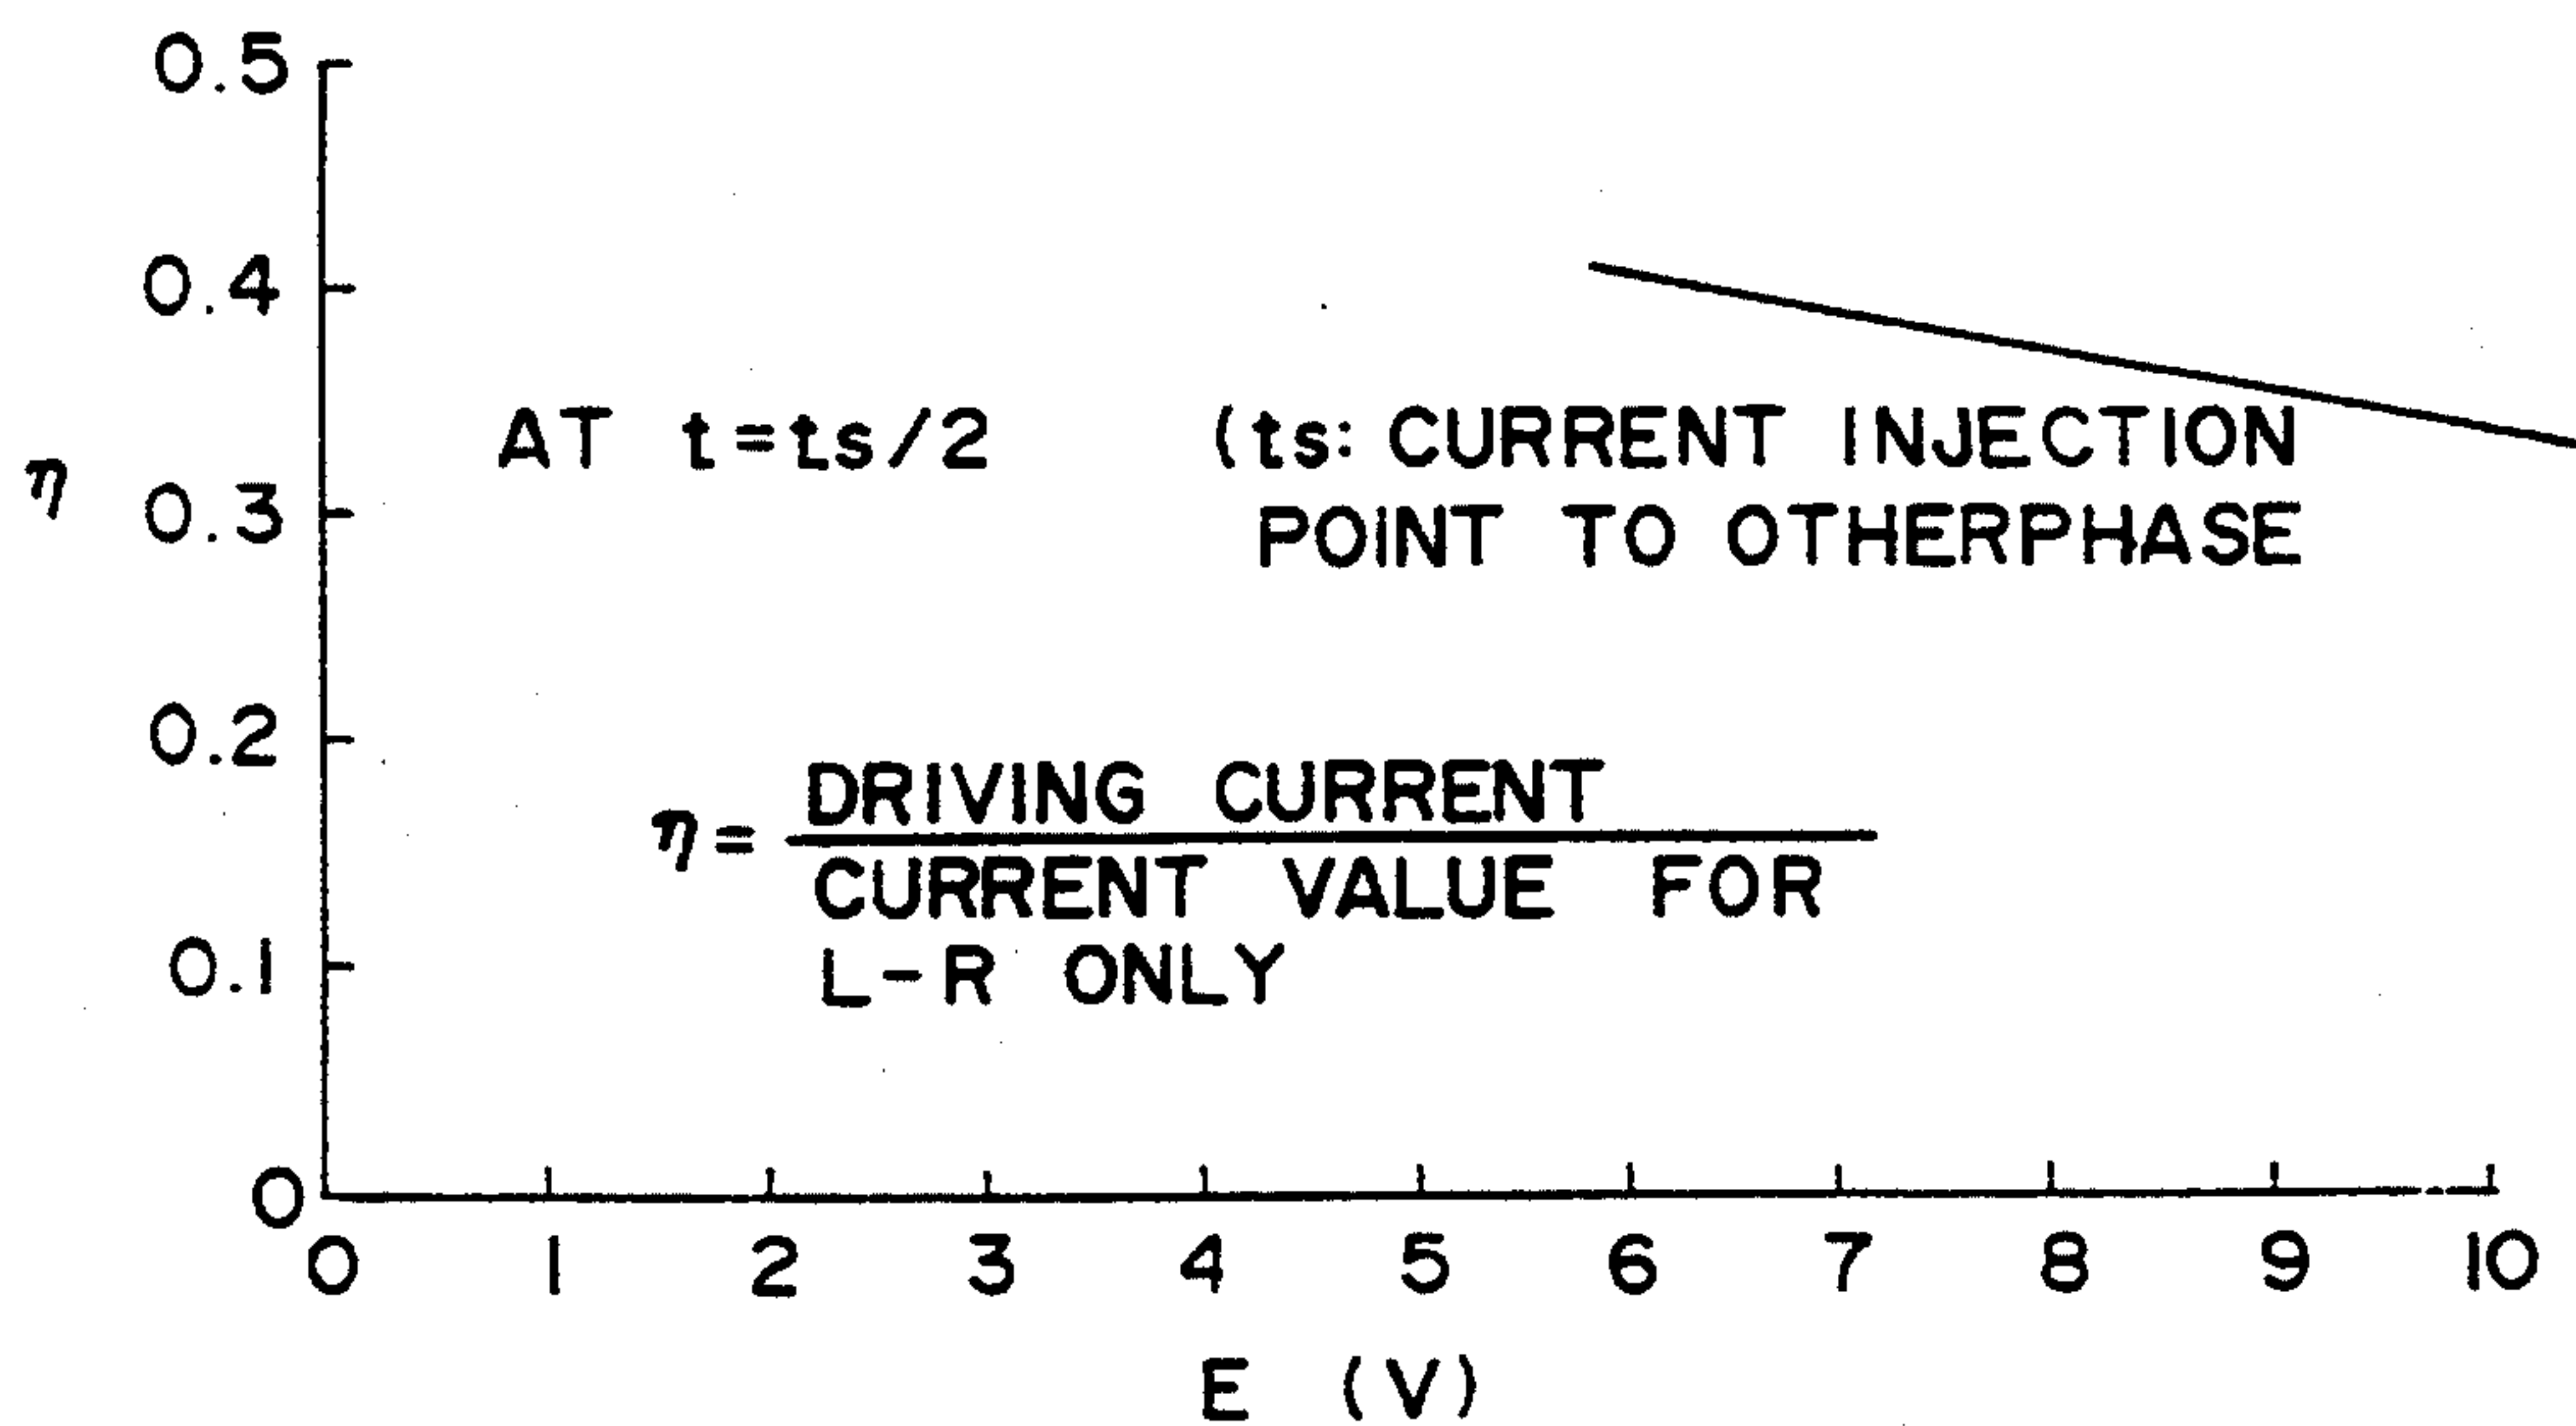 0.5
0.4
0.3
0.2
0.1
0
η
AT t=ts/2 (ts: CURRENT INJECTION
POINT TO OTHERPHASE
η= DRIVING CURRENT
CURRENT VALUE FOR
L-R ONLY
0 1 2 3 4 5 6 7 8 9 10
E (V)